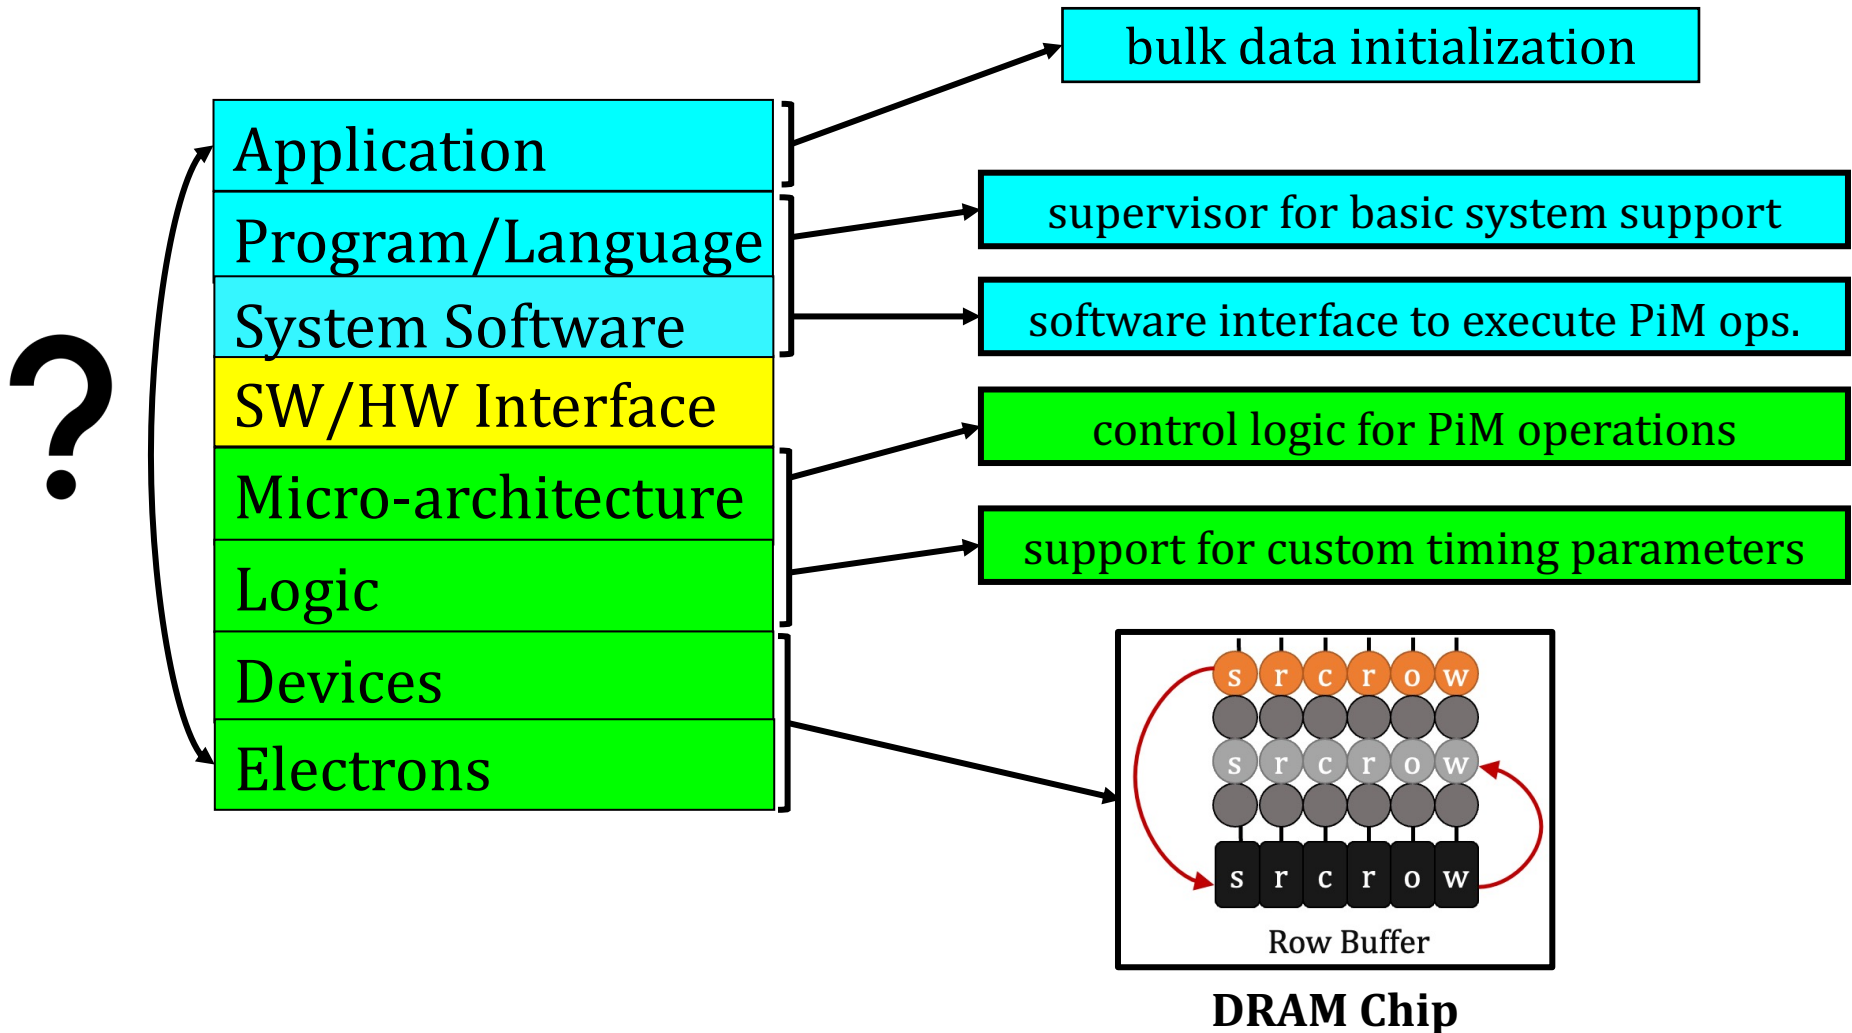 bulk data initialization
Application
supervisor for basic system support
Program/Language
System Software
software interface to execute PiM ops.
?
SW/HW Interface
control logic for PiM operations
Micro-architecture
support for custom timing parameters
Logic
Devices
s r c r o w
Electrons
s r c r o w
s r c r o w
Row Buffer
DRAM Chip